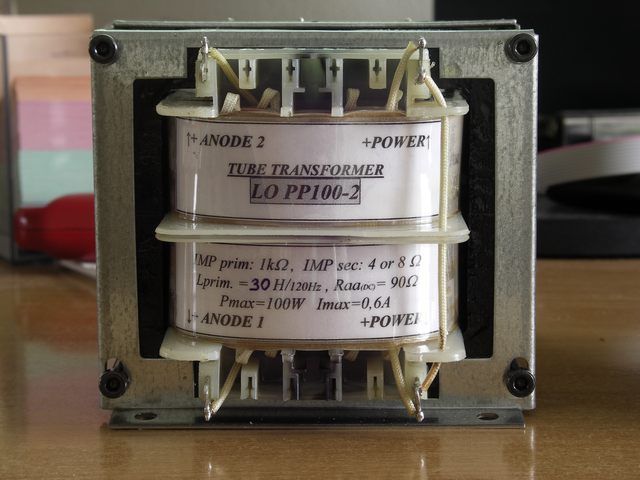 ↑+ ANODE 2 +POWER↑
TUBE TRANSFORMER
LO PP100-2
IMP prim: 1kΩ, IMP sec: 4 or 8 Ω
Lprim. =30 H/120Hz , Raa(DC)= 90Ω
Pmax=100W Imax=0,6A
↓- ANODE 1 +POWER↓